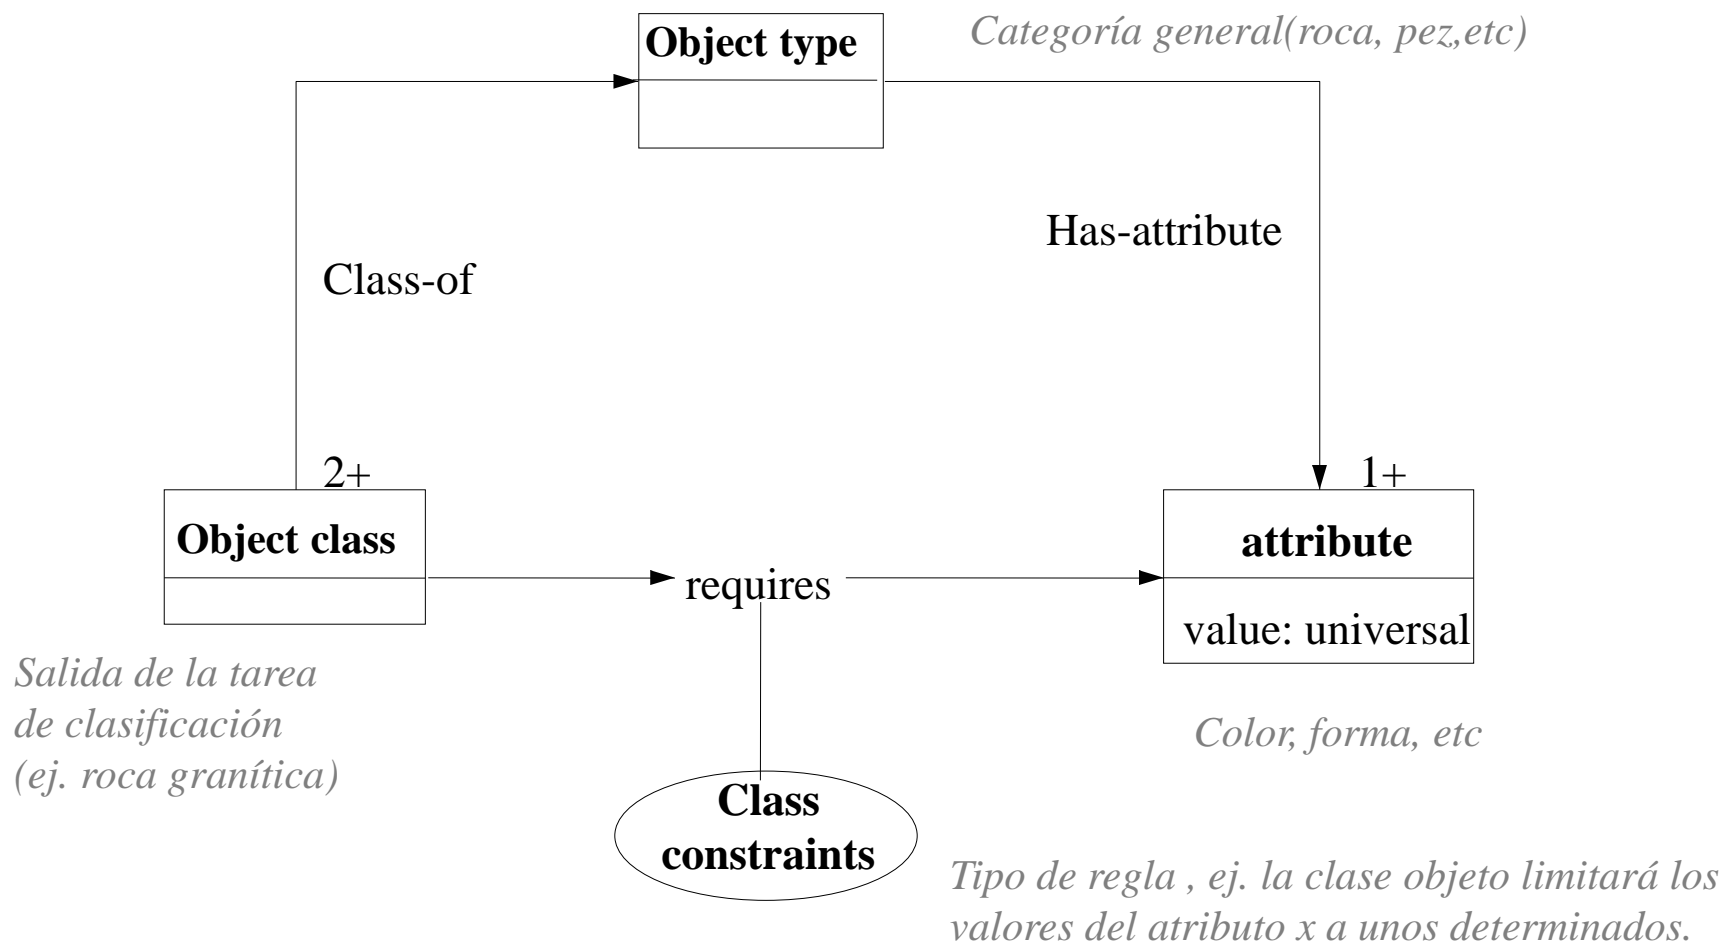 Object type
Categoría general(roca, pez,etc)
Has-attribute
Class-of
2+
1+
Object class
attribute
requires
value: universal
Salida de la tarea
de clasificación
(ej. roca granítica)
Color, forma, etc
Class
constraints
Tipo de regla , ej. la clase objeto limitará los
valores del atributo x a unos determinados.